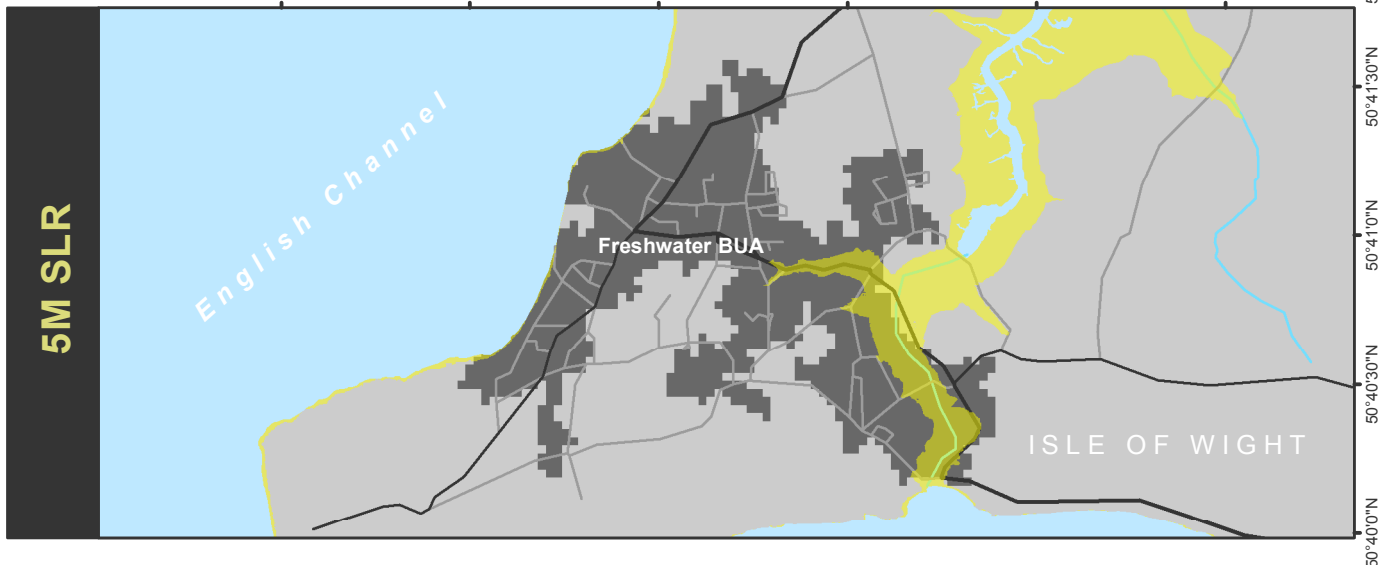 5M SLR
English Channel
Freshwater BUA
ISLE OF WIGHT
50°41'30"N
50°41'0"N
50°40'30"N
50°40'0"N